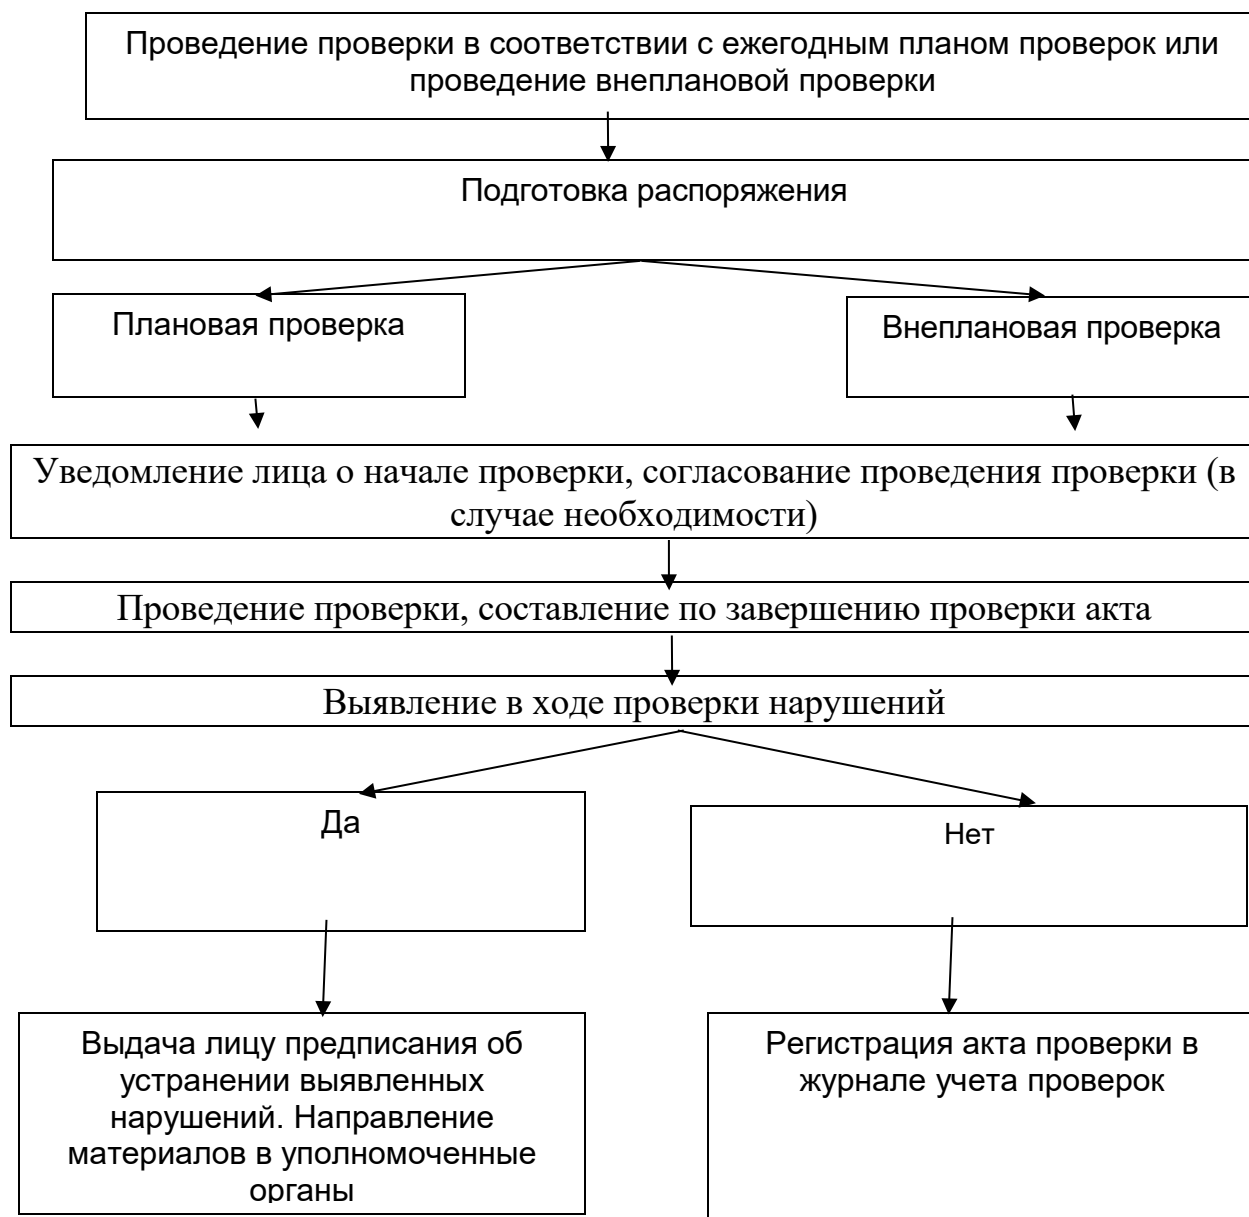 Проведение проверки в соответствии с ежегодным планом проверок или
проведение внеплановой проверки
Подготовка распоряжения
Плановая проверка
Внеплановая проверка
Уведомление лица о начале проверки, согласование проведения проверки (в
случае необходимости)
Проведение проверки, составление по завершению проверки акта
Выявление в ходе проверки нарушений
Да
Нет
Выдача лицу предписания об
устранении выявленных
нарушений. Направление
материалов в уполномоченные
органы
Регистрация акта проверки в
журнале учета проверок